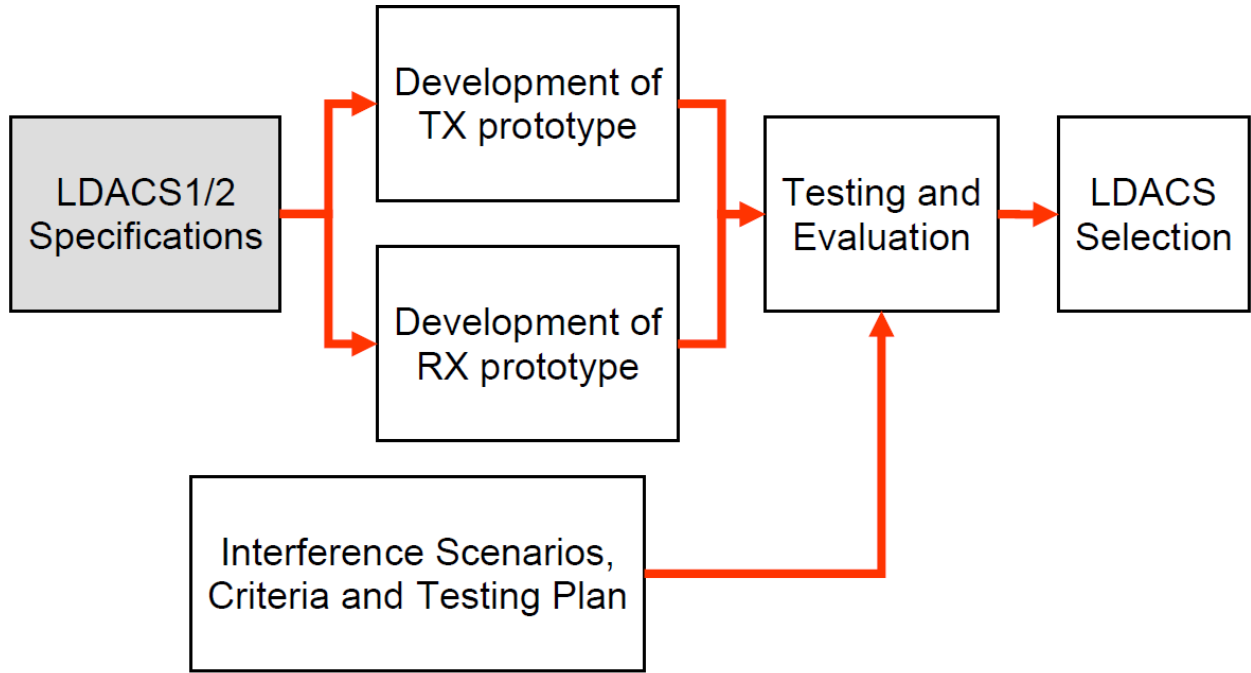 LDACS1/2
Specifications
Development of
TX prototype
Development of
RX prototype
Testing and
Evaluation
LDACS
Selection
Interference Scenarios,
Criteria and Testing Plan